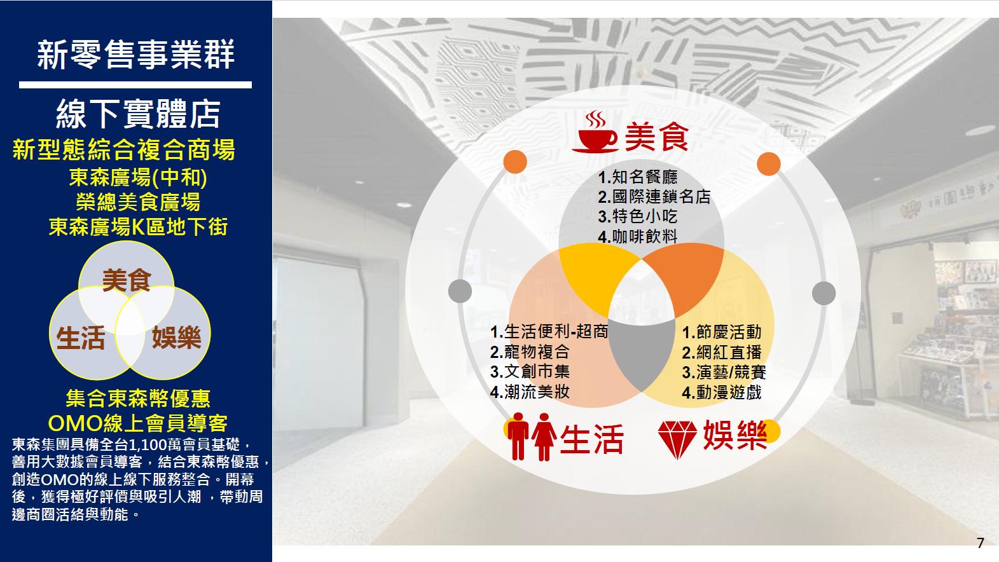 新零售事業群
線下實體店
新型態綜合複合商場
東森廣場(中和)
榮總美食廣場
東森廣場K區地下街
美食
生活
娛樂
集合東森幣優惠
OMO線上會員導客
東森集團具備全台1,100萬會員基礎，
善用大數據會員導客，結合東森幣優惠，
創造OMO的線上線下服務整合。開幕
後，獲得極好評價與吸引人潮 ，帶動周
邊商圈活絡與動能。
美食
1.知名餐廳
2.國際連鎖名店
3.特色小吃
4.咖啡飲料
1.生活便利-超商
2.寵物複合
3.文創市集
4.潮流美妝
生活
1.節慶活動
2.網紅直播
3.演藝/競賽
4.動漫遊戲
娛樂
7